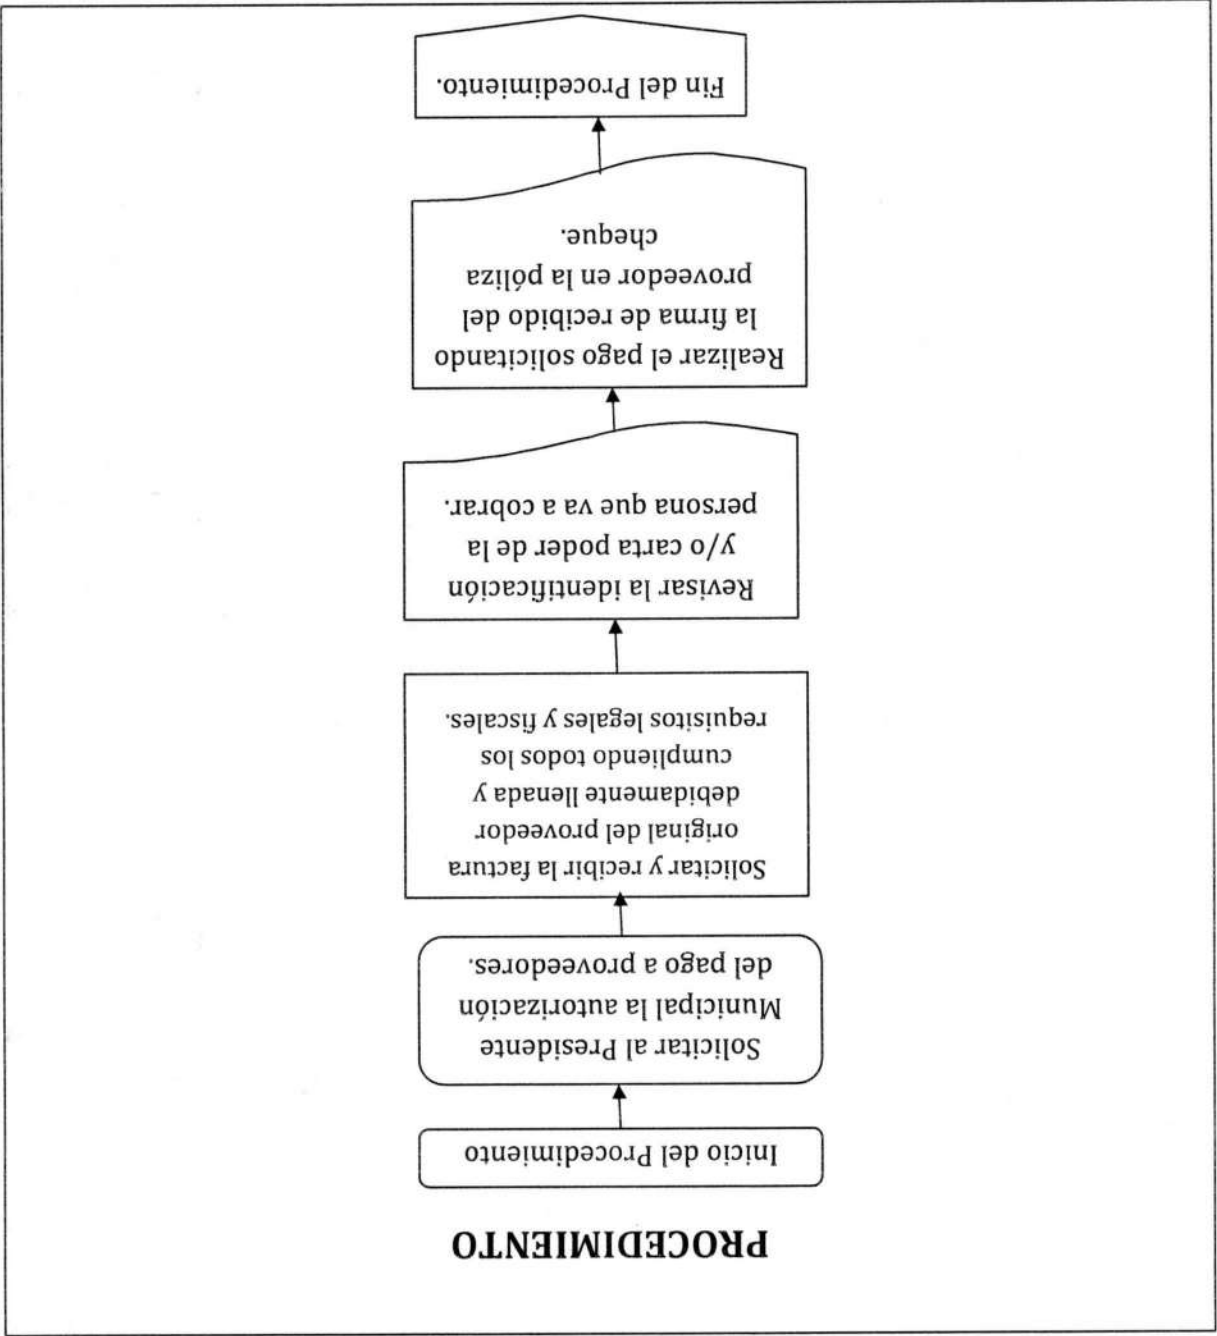 PROCEDIMIENTO
Inicio del Procedimiento
Solicitar al Presidente
Municipal la autorización
del pago a proveedores.
Solicitar y recibir la factura
original del proveedor
debidamente llenada y
cumpliendo todos los
requisitos legales y fiscales.
Revisar la identificación
y/o carta poder de la
persona que va a cobrar.
Realizar el pago solicitando
la firma de recibido del
proveedor en la póliza
cheque.
Fin del Procedimiento.